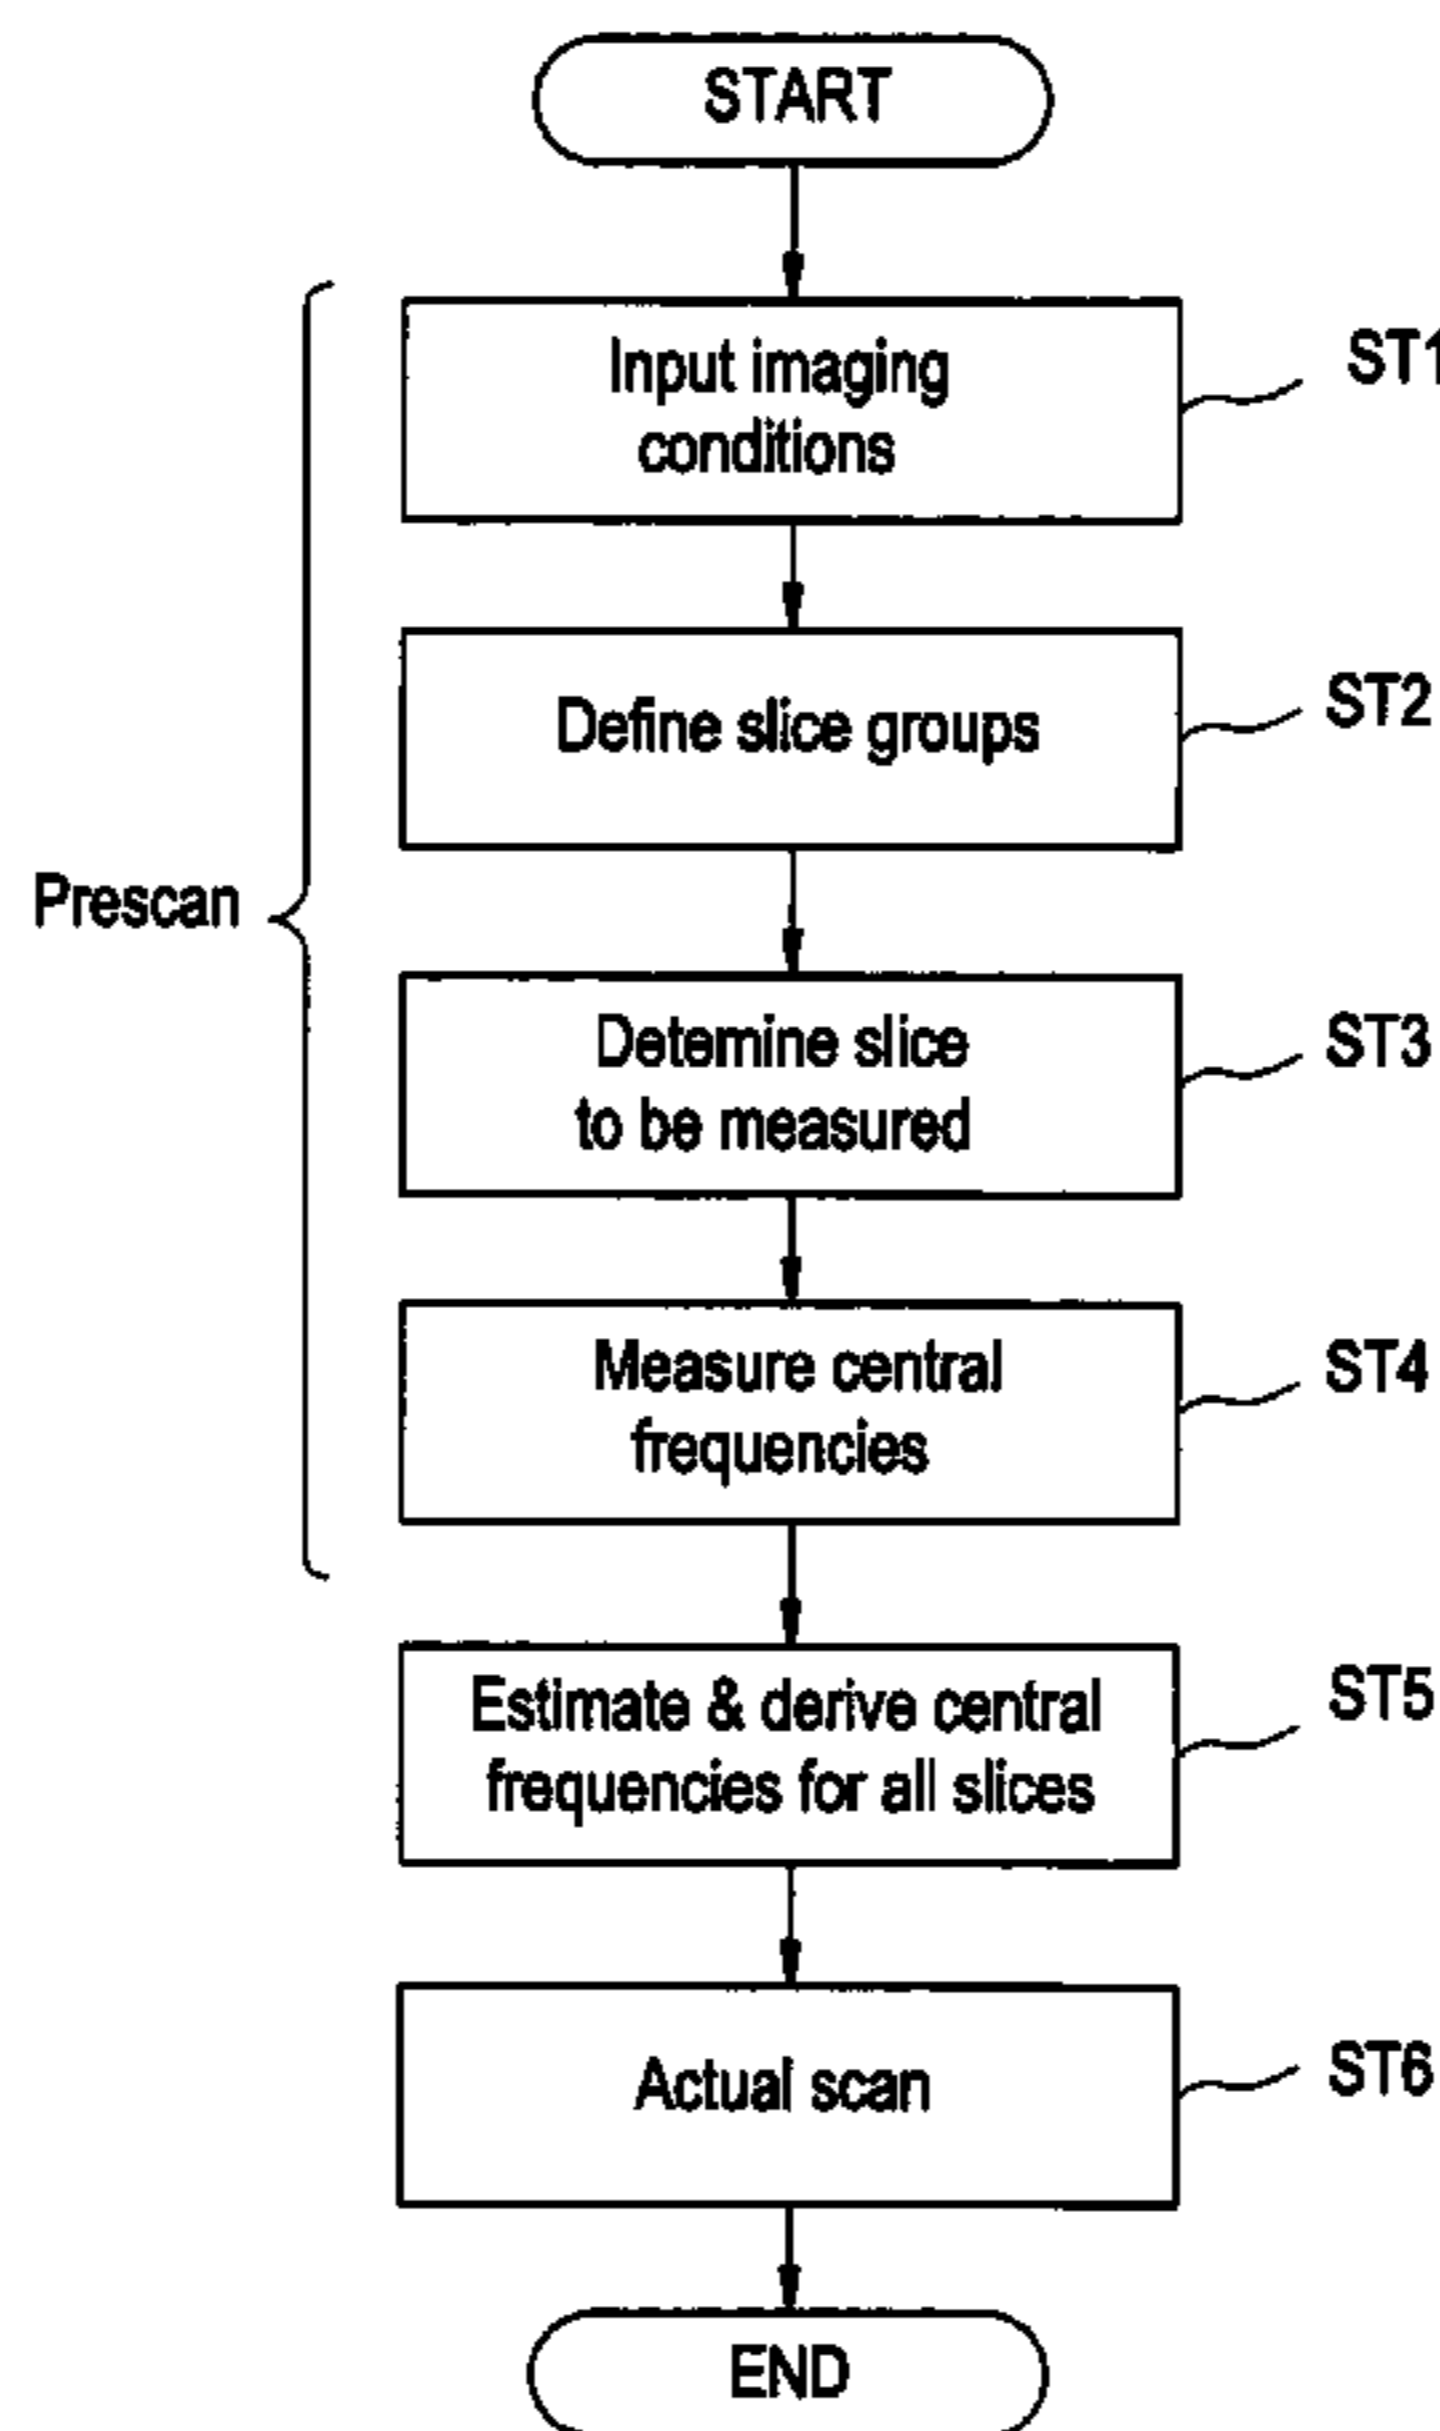 START
Input imaging
conditions
ST1
Define slice groups
ST2
Prescan
Detemine slice
to be measured
ST3
Measure central
frequencies
ST4
Estimate & derive central
frequencies for all slices
ST5
Actual scan
ST6
END